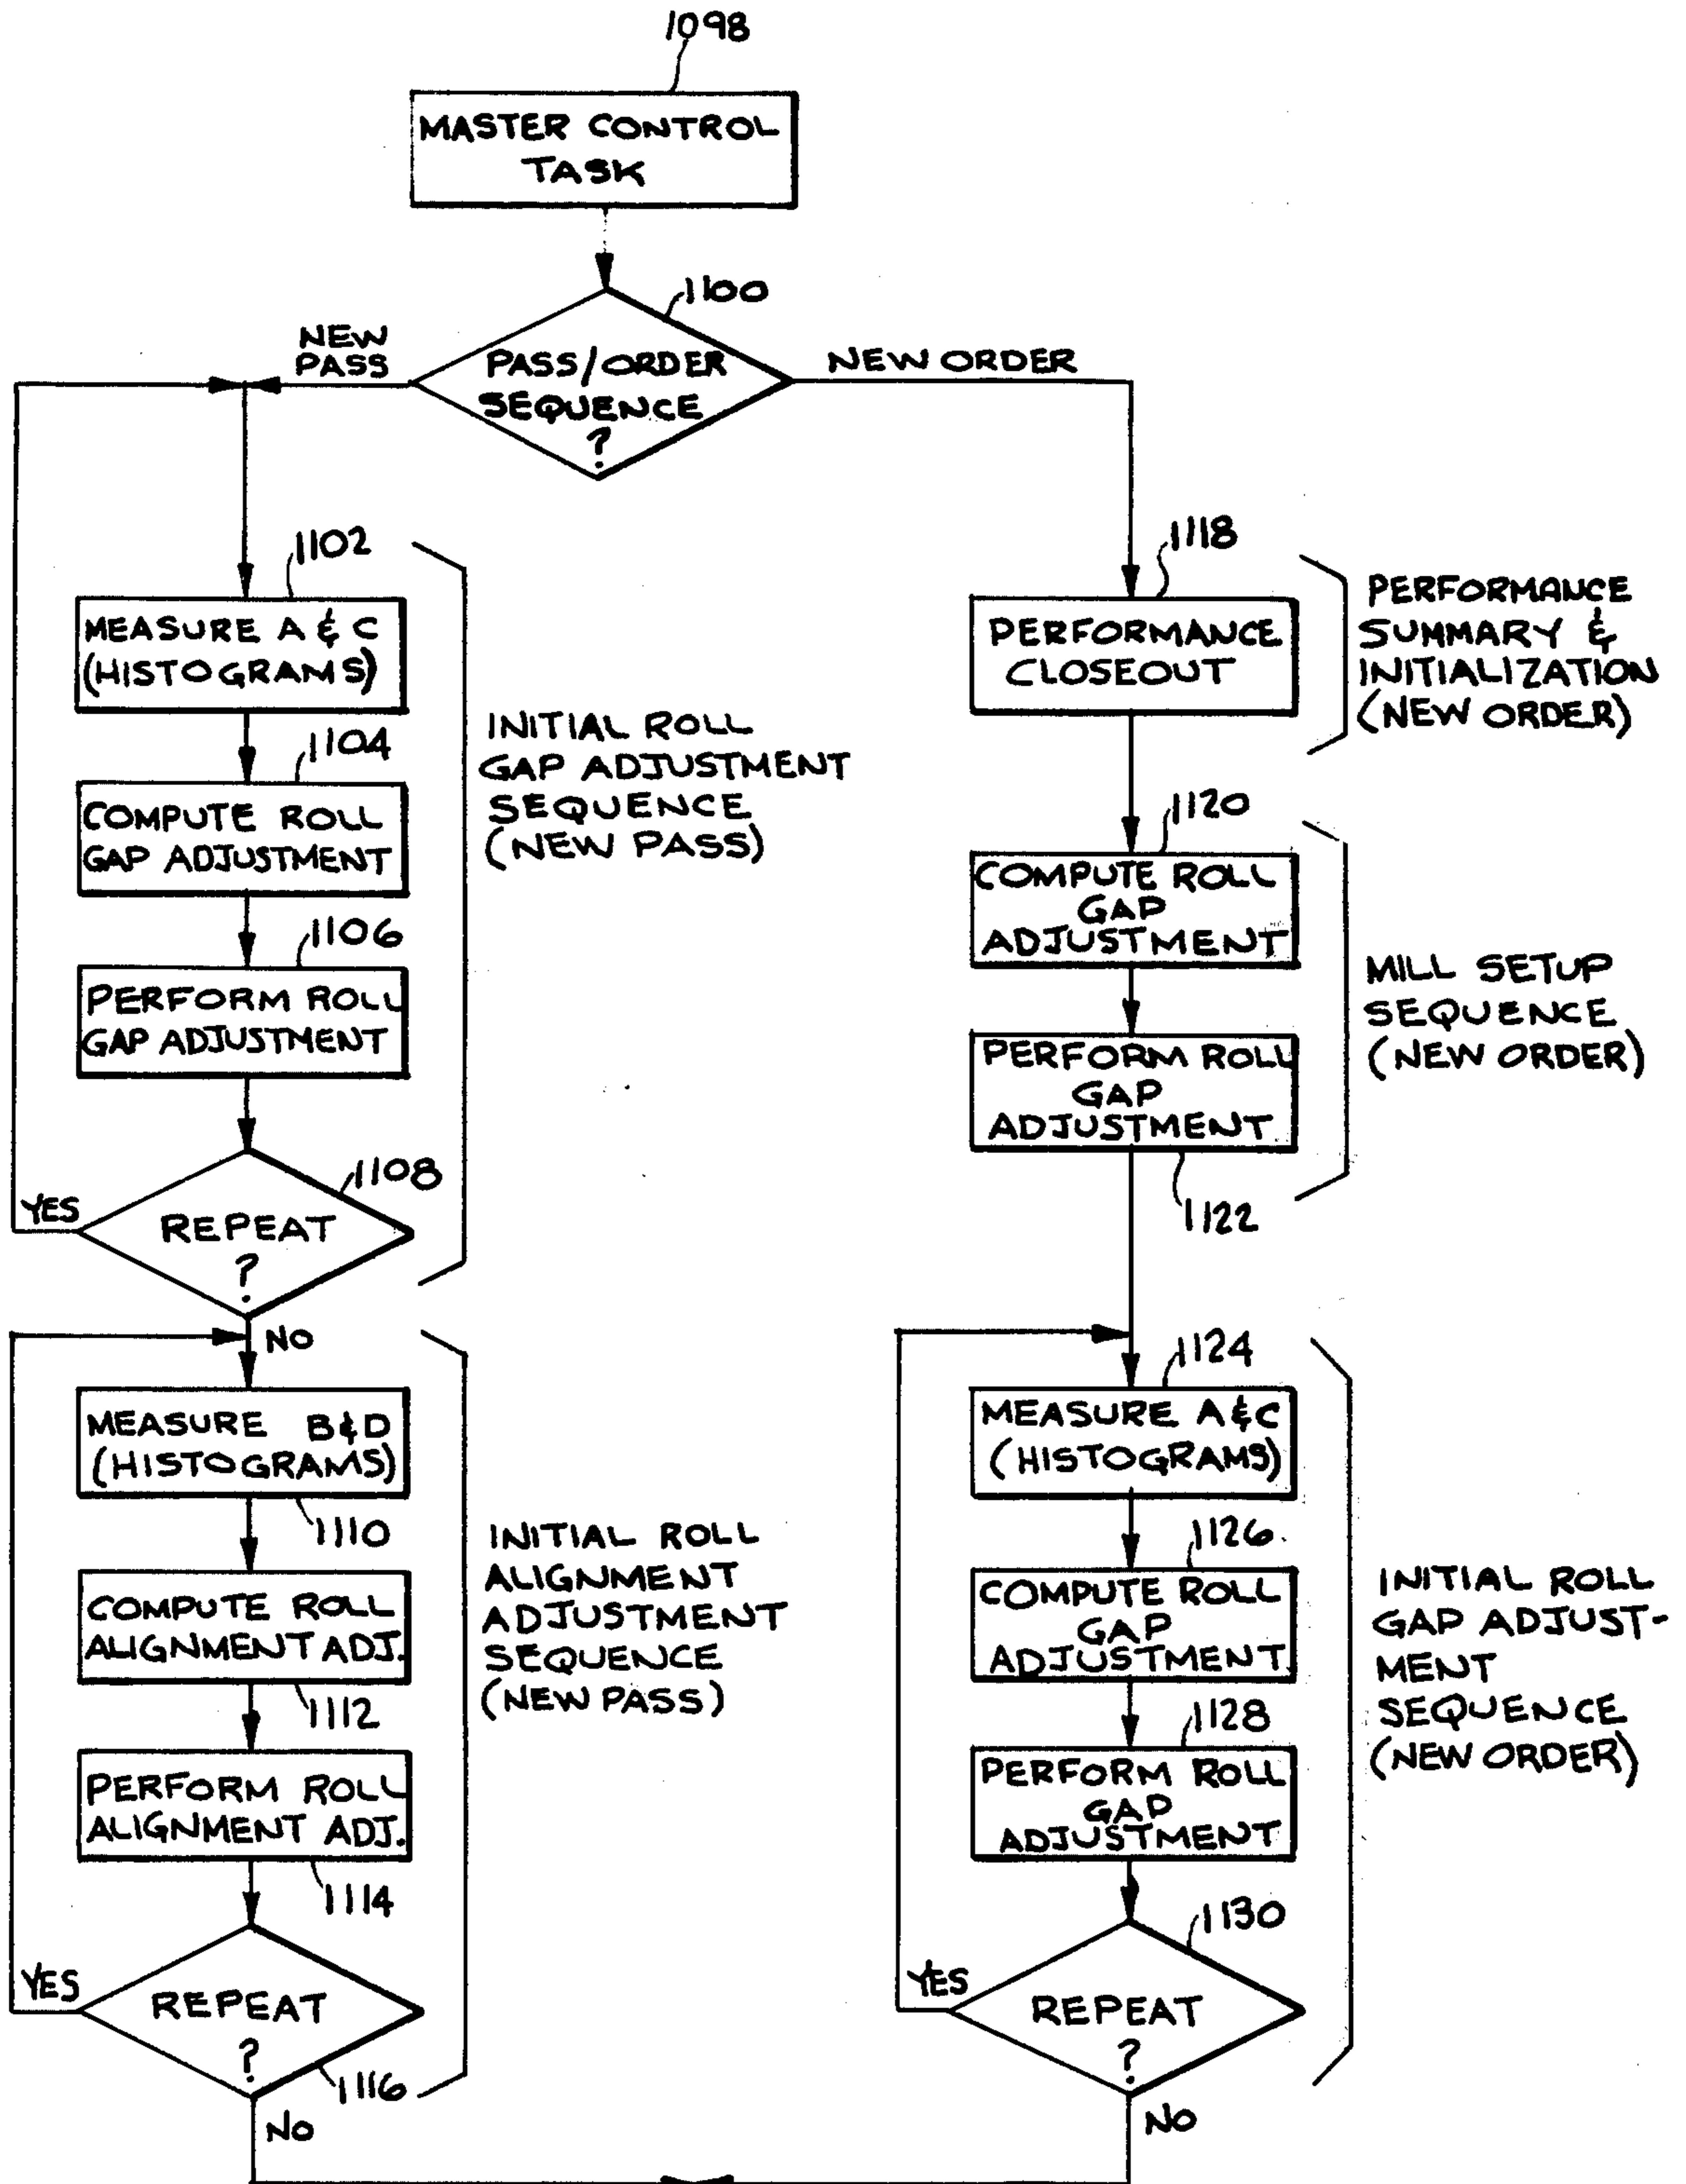 1098
MASTER CONTROL
TASK
1100
NEW
PASS
PASS/ORDER
SEQUENCE
?
NEW ORDER
1102
MEASURE A & C
(HISTOGRAMS)
1104
COMPUTE ROLL
GAP ADJUSTMENT
1106
PERFORM ROLL
GAP ADJUSTMENT
1108
YES
REPEAT
?
NO
INITIAL ROLL
GAP ADJUSTMENT
SEQUENCE
(NEW PASS)
MEASURE B&D
(HISTOGRAMS)
1110
COMPUTE ROLL
ALIGNMENT ADJ.
1112
PERFORM ROLL
ALIGNMENT ADJ.
1114
YES
REPEAT
?
1116
NO
INITIAL ROLL
ALIGNMENT
ADJUSTMENT
SEQUENCE
(NEW PASS)
1118
PERFORMANCE
CLOSEOUT
PERFORMANCE
SUMMARY &
INITIALIZATION
(NEW ORDER)
1120
COMPUTE ROLL
GAP
ADJUSTMENT
PERFORM ROLL
GAP
ADJUSTMENT
1122
MILL SETUP
SEQUENCE
(NEW ORDER)
1124
MEASURE A &C
(HISTOGRAMS)
1126
COMPUTE ROLL
GAP
ADJUSTMENT
1128
PERFORM ROLL
GAP
ADJUSTMENT
1130
YES
REPEAT
?
NO
INITIAL ROLL
GAP ADJUST-
MENT
SEQUENCE
(NEW ORDER)